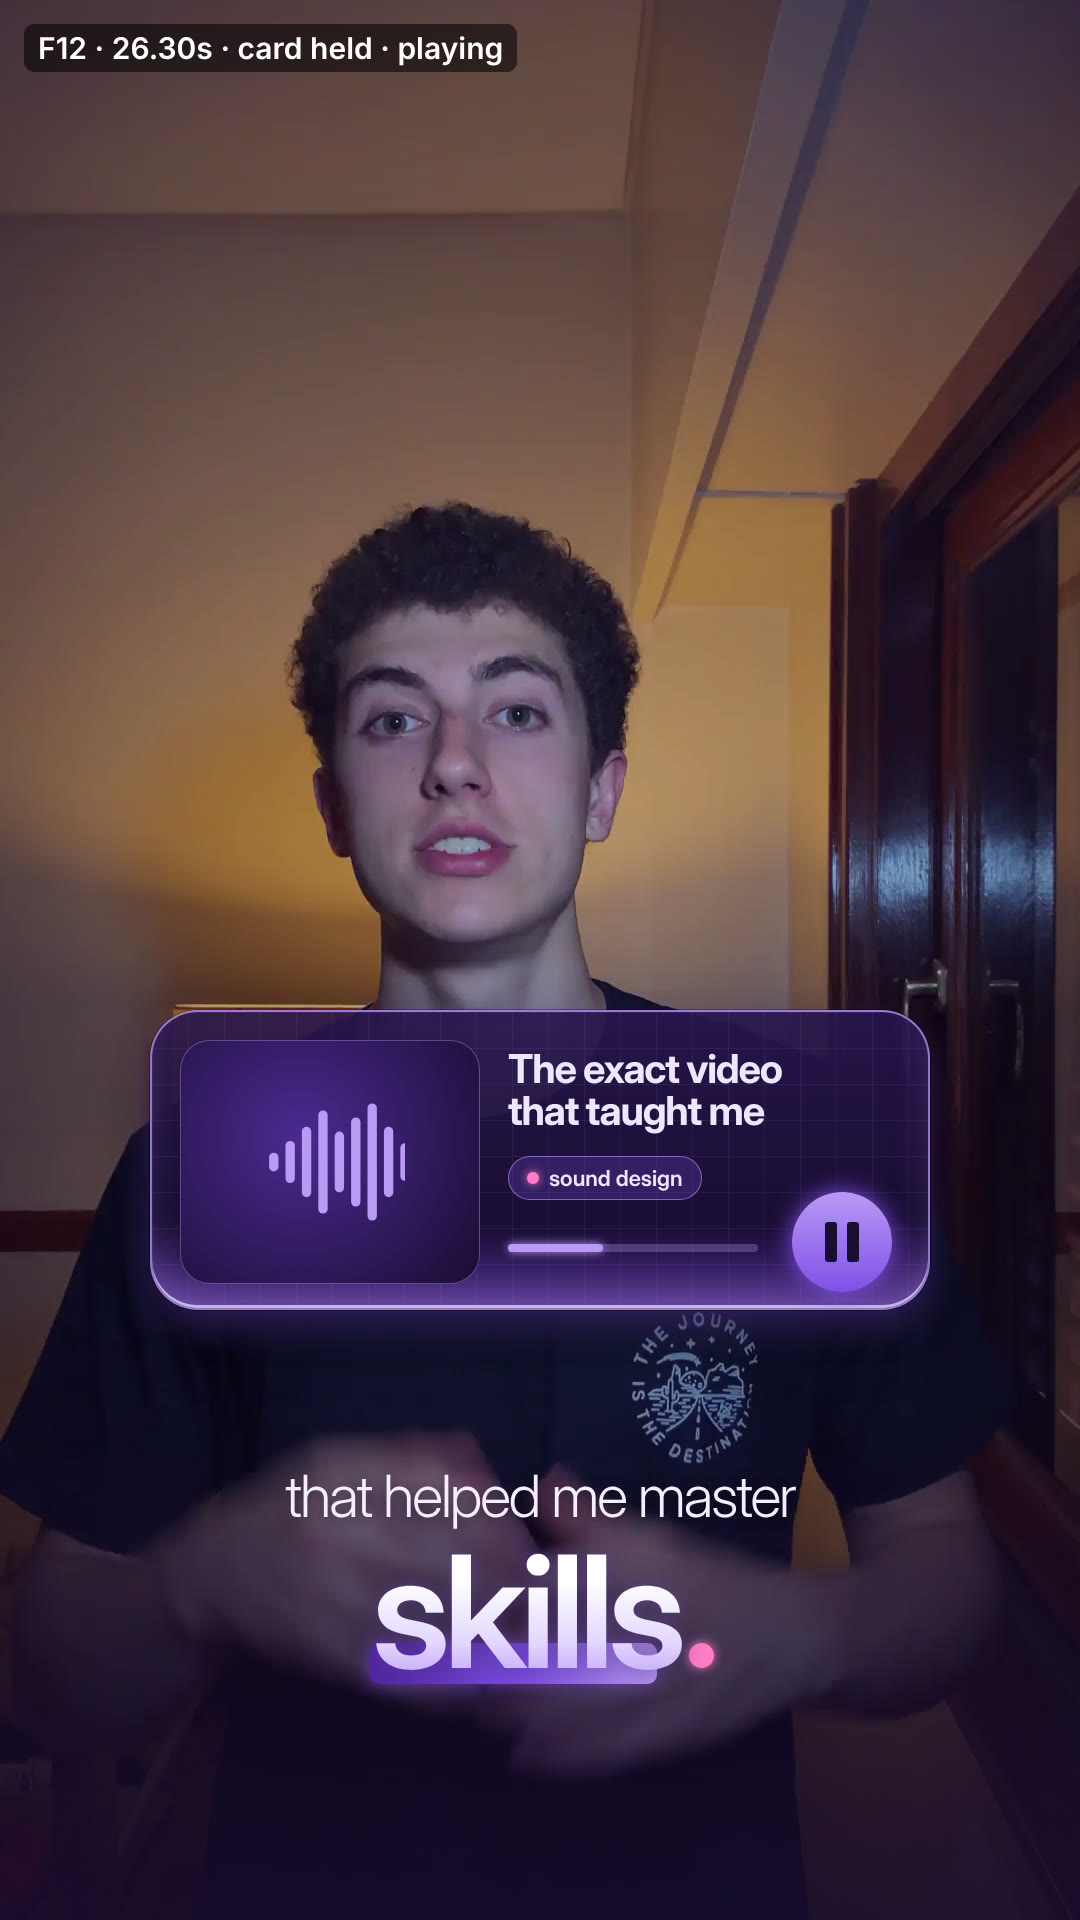 F12 · 26.30s · card held · playing
The exact video
that taught me
sound design
THE JOURNEY
IS THE DESTINATION
that helped me master
skills.